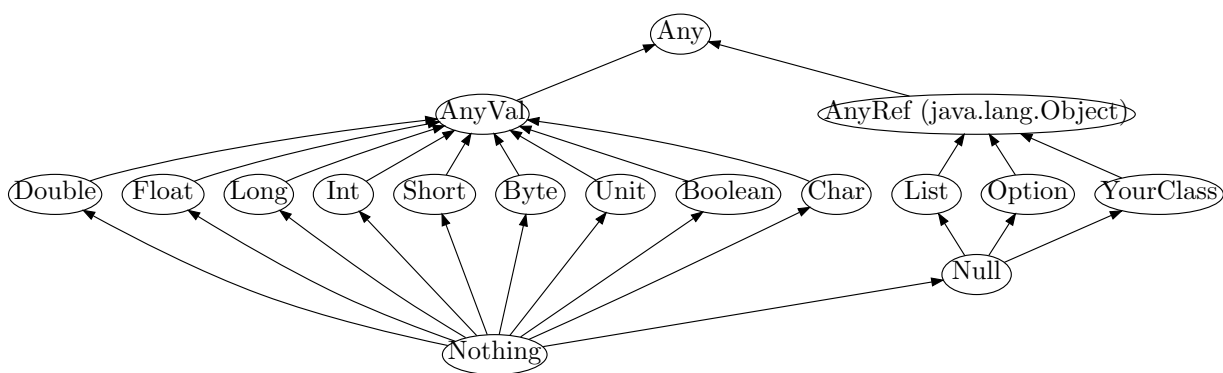 Any
AnyVal
AnyRef (java.lang.Object)
Double
Float
Long
Int
Short
Byte
Unit
Boolean
Char
List
Option
YourClass
Null
Nothing